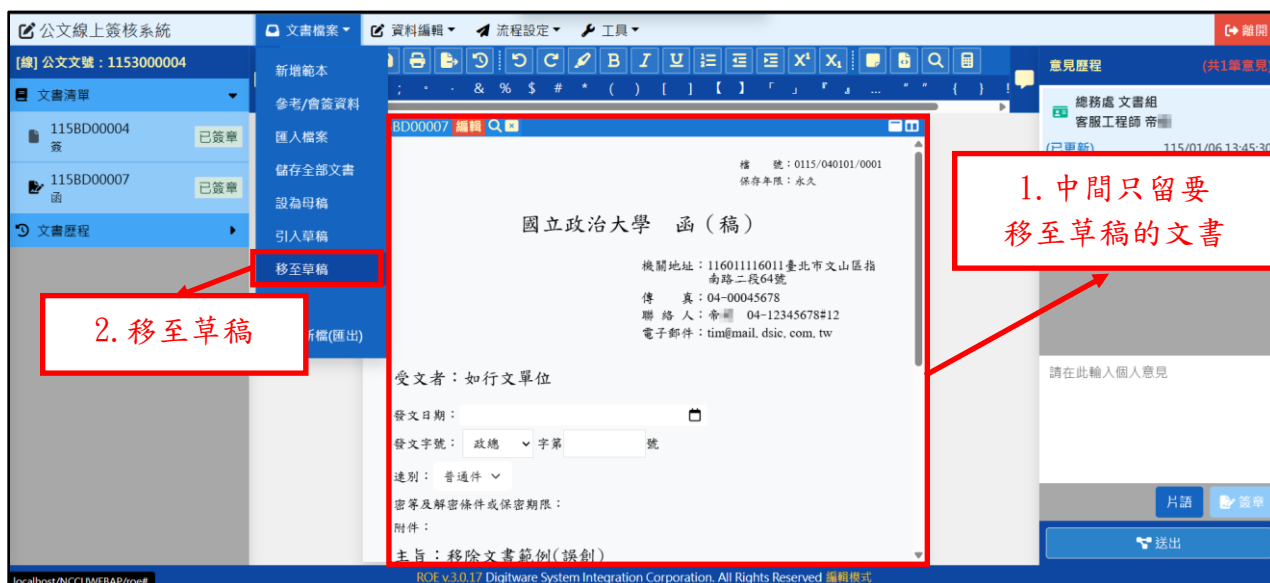 公文線上簽核系統
文書檔案
資料編輯
流程設定
工具
離開
[線] 公文文號：1153000004
文書清單
115BD00004
簽
已簽章
115BD00007
函
已簽章
文書歷程
新增範本
參考/會簽資料
匯入檔案
儲存全部文書
設為母稿
引入草稿
移至草稿
新檔(匯出)
B I U X¹ X₁
; ‧ · & % $ # * ( ) [ ] 【 】 「 」 『 』 … " " { } !
BD00007 編輯
檔 號：0115/040101/0001
保存年限：永久
國立政治大學 函（稿）
機關地址：116011116011臺北市文山區指
南路二段64號
傳 真：04-00045678
聯 絡 人：帝 04-12345678#12
電子郵件：tim@mail.dsic.com.tw
受文者：如行文單位
發文日期：
發文字號： 政總 字第 號
速別： 普通件
密等及解密條件或保密期限：
附件：
主旨：移除文書範例(誤創)
意見歷程
(共1筆意見)
總務處 文書組
客服工程師 帝
(已更新) 115/01/06 13:45:30
1. 中間只留要
移至草稿的文書
2. 移至草稿
請在此輸入個人意見
片語
簽章
送出
localhost/NCCUWEBAP/roe#
ROE v.3.0.17 Digitware System Integration Corporation. All Rights Reserved 編輯模式